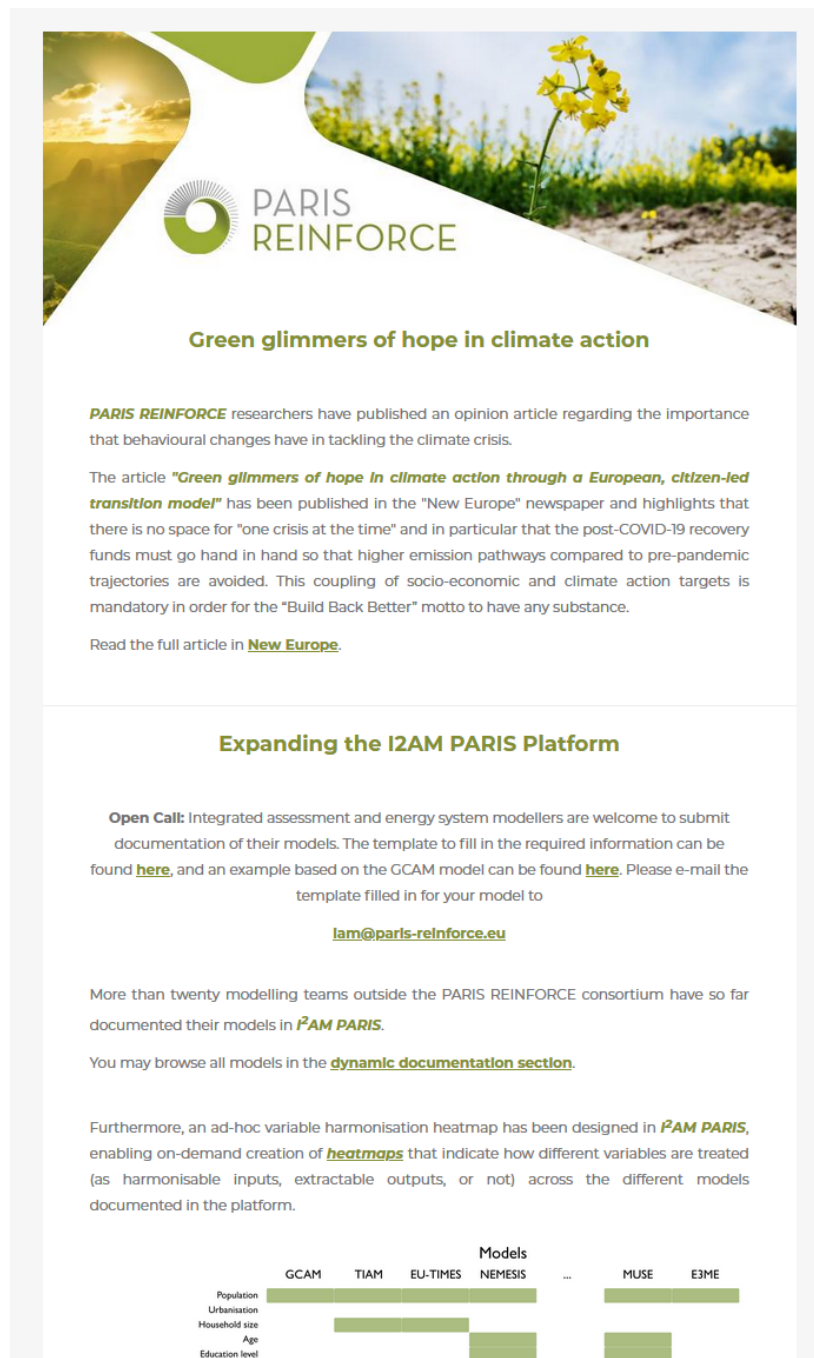 PARIS
REINFORCE
Green glimmers of hope in climate action
PARIS REINFORCE researchers have published an opinion article regarding the importance
that behavioural changes have in tackling the climate crisis.
The article "Green glimmers of hope in climate action through a European, citizen-led
transition model" has been published in the "New Europe" newspaper and highlights that
there is no space for "one crisis at the time" and in particular that the post-COVID-19 recovery
funds must go hand in hand so that higher emission pathways compared to pre-pandemic
trajectories are avoided. This coupling of socio-economic and climate action targets is
mandatory in order for the “Build Back Better” motto to have any substance.
Read the full article in New Europe.
Expanding the I2AM PARIS Platform
Open Call: Integrated assessment and energy system modellers are welcome to submit
documentation of their models. The template to fill in the required information can be
found here, and an example based on the GCAM model can be found here. Please e-mail the
template filled in for your model to
iam@paris-reinforce.eu
More than twenty modelling teams outside the PARIS REINFORCE consortium have so far
documented their models in I²AM PARIS.
You may browse all models in the dynamic documentation section.
Furthermore, an ad-hoc variable harmonisation heatmap has been designed in I²AM PARIS,
enabling on-demand creation of heatmaps that indicate how different variables are treated
(as harmonisable inputs, extractable outputs, or not) across the different models
documented in the platform.
Models
GCAM TIAM EU-TIMES NEMESIS ... MUSE E3ME
Population
Urbanisation
Household size
Age
Education level